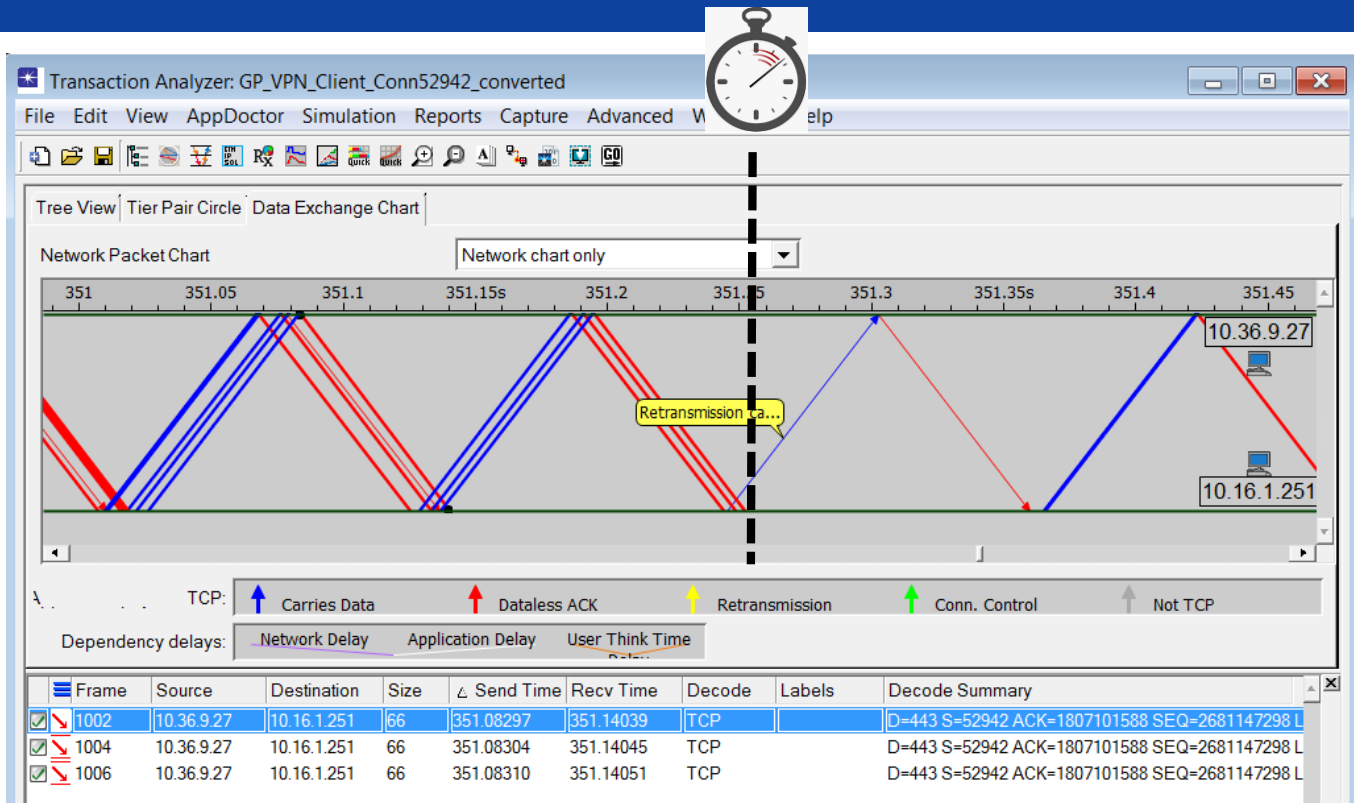 Transaction Analyzer: GP_VPN_Client_Conn52942_converted
File Edit View AppDoctor Simulation Reports Capture Advanced
Tree View Tier Pair Circle Data Exchange Chart
Network Packet Chart Network chart only
351 351.05 351.1 351.15s 351.2 351.3 351.35s 351.4 351.45
10.36.9.27
Retransmission ca...
10.16.1.251
TCP: Carries Data Dataless ACK Retransmission Conn. Control Not TCP
Dependency delays: Network Delay Application Delay User Think Time
Frame Source Destination Size Send Time Recv Time Decode Labels Decode Summary
1002 10.36.9.27 10.16.1.251 66 351.08297 351.14039 TCP D=443 S=52942 ACK=1807101588 SEQ=2681147298 L
1004 10.36.9.27 10.16.1.251 66 351.08304 351.14045 TCP D=443 S=52942 ACK=1807101588 SEQ=2681147298 L
1006 10.36.9.27 10.16.1.251 66 351.08310 351.14051 TCP D=443 S=52942 ACK=1807101588 SEQ=2681147298 L